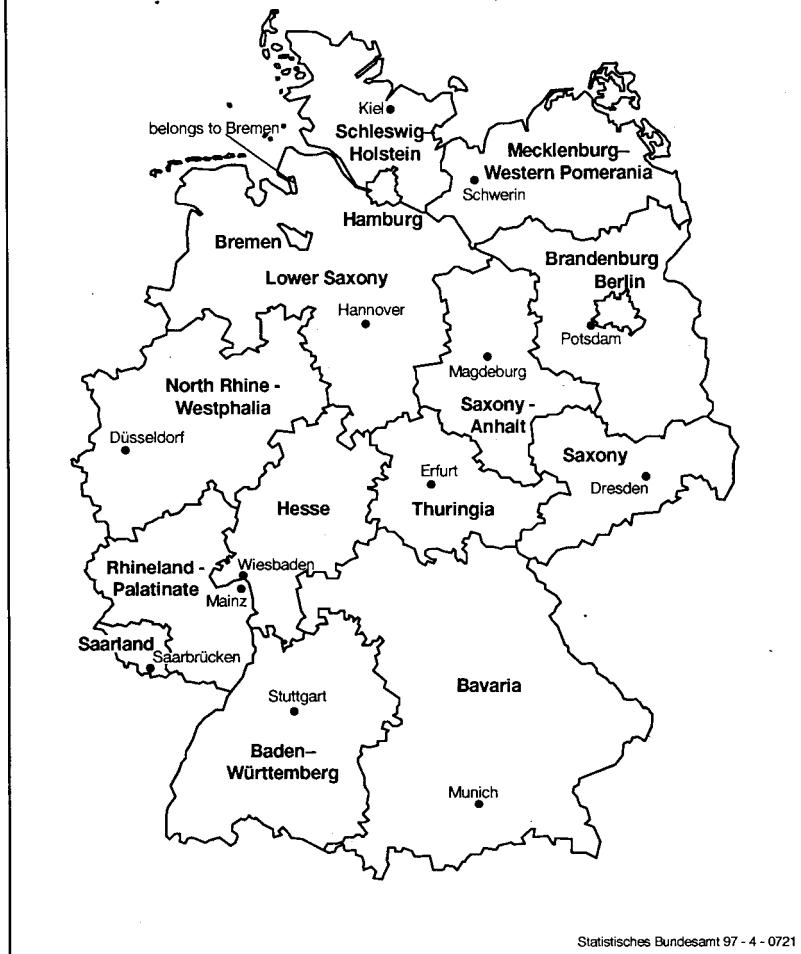 Kiel
belongs to Bremen
Schleswig–
Holstein
Mecklenburg–
Western Pomerania
Schwerin
Hamburg
Bremen
Brandenburg
Lower Saxony
Berlin
Hannover
Potsdam
Magdeburg
North Rhine -
Westphalia
Saxony -
Anhalt
Düsseldorf
Saxony
Erfurt
Dresden
Hesse
Thuringia
Rhineland -
Palatinate
Wiesbaden
Mainz
Saarland
Saarbrücken
Bavaria
Stuttgart
Baden–
Württemberg
Munich
Statistisches Bundesamt 97 - 4 - 0721